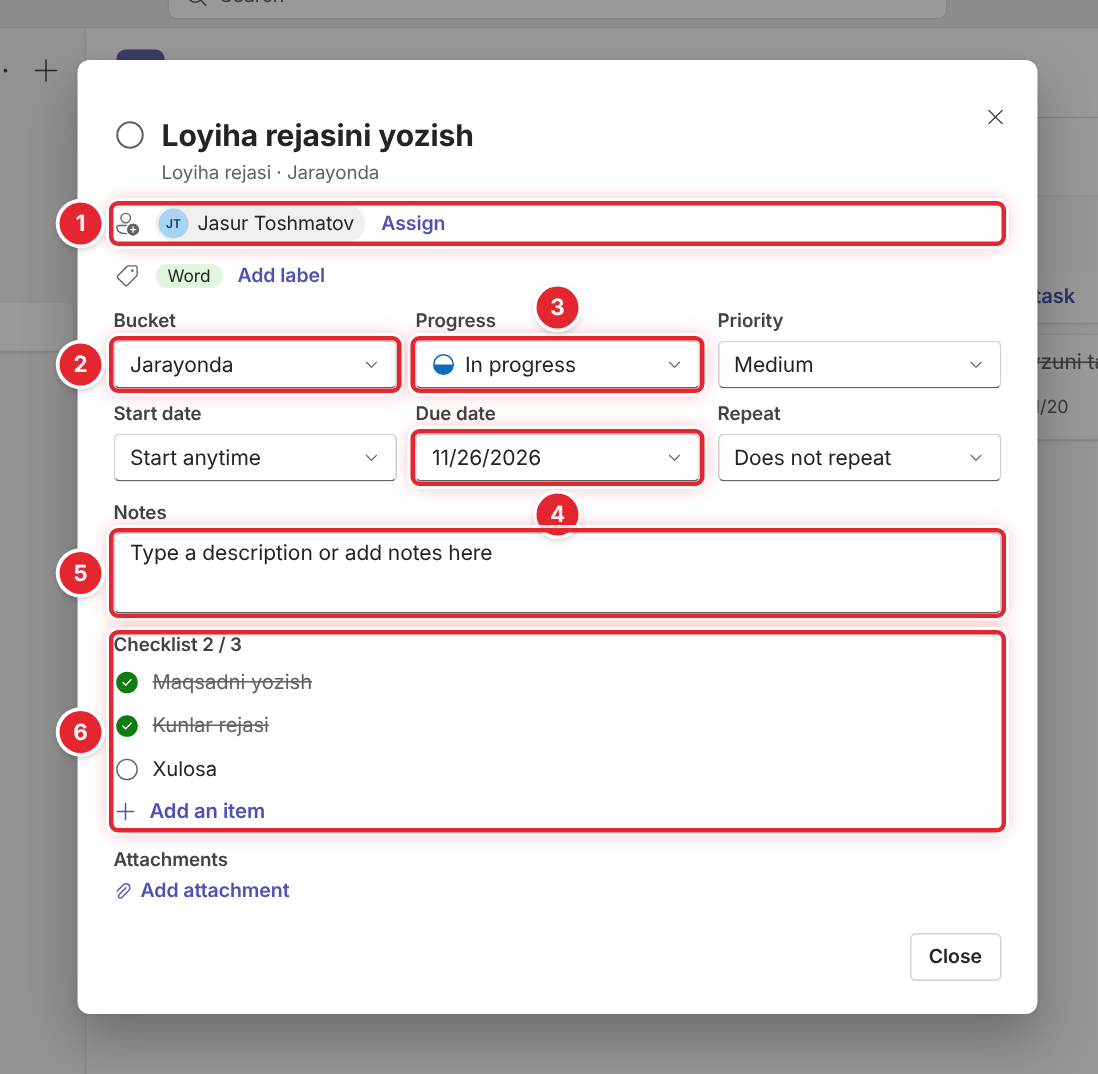 Loyiha rejasini yozish
Loyiha rejasi · Jarayonda
1
JT Jasur Toshmatov Assign
Word Add label
3
Bucket Progress Priority
2
Jarayonda In progress Medium
task
Start date Due date Repeat
/20
Start anytime 11/26/2026 Does not repeat
4
Notes
5
Type a description or add notes here
Checklist 2 / 3
Maqsadni yozish
6
Kunlar rejasi
Xulosa
Add an item
Attachments
Add attachment
Close